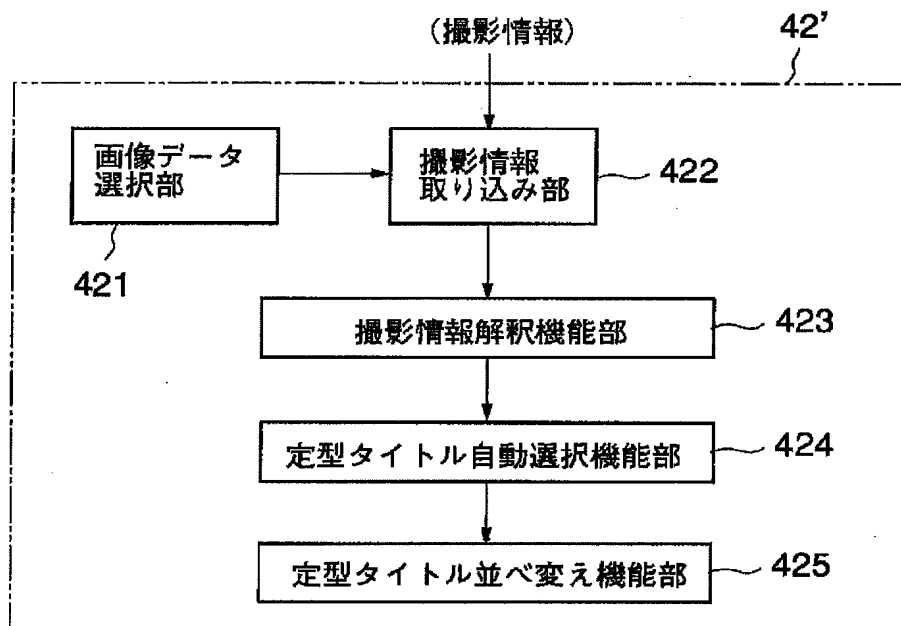 (撮影情報)
42'
画像データ
選択部
421
撮影情報
取り込み部
422
撮影情報解釈機能部
423
定型タイトル自動選択機能部
424
定型タイトル並べ変え機能部
425